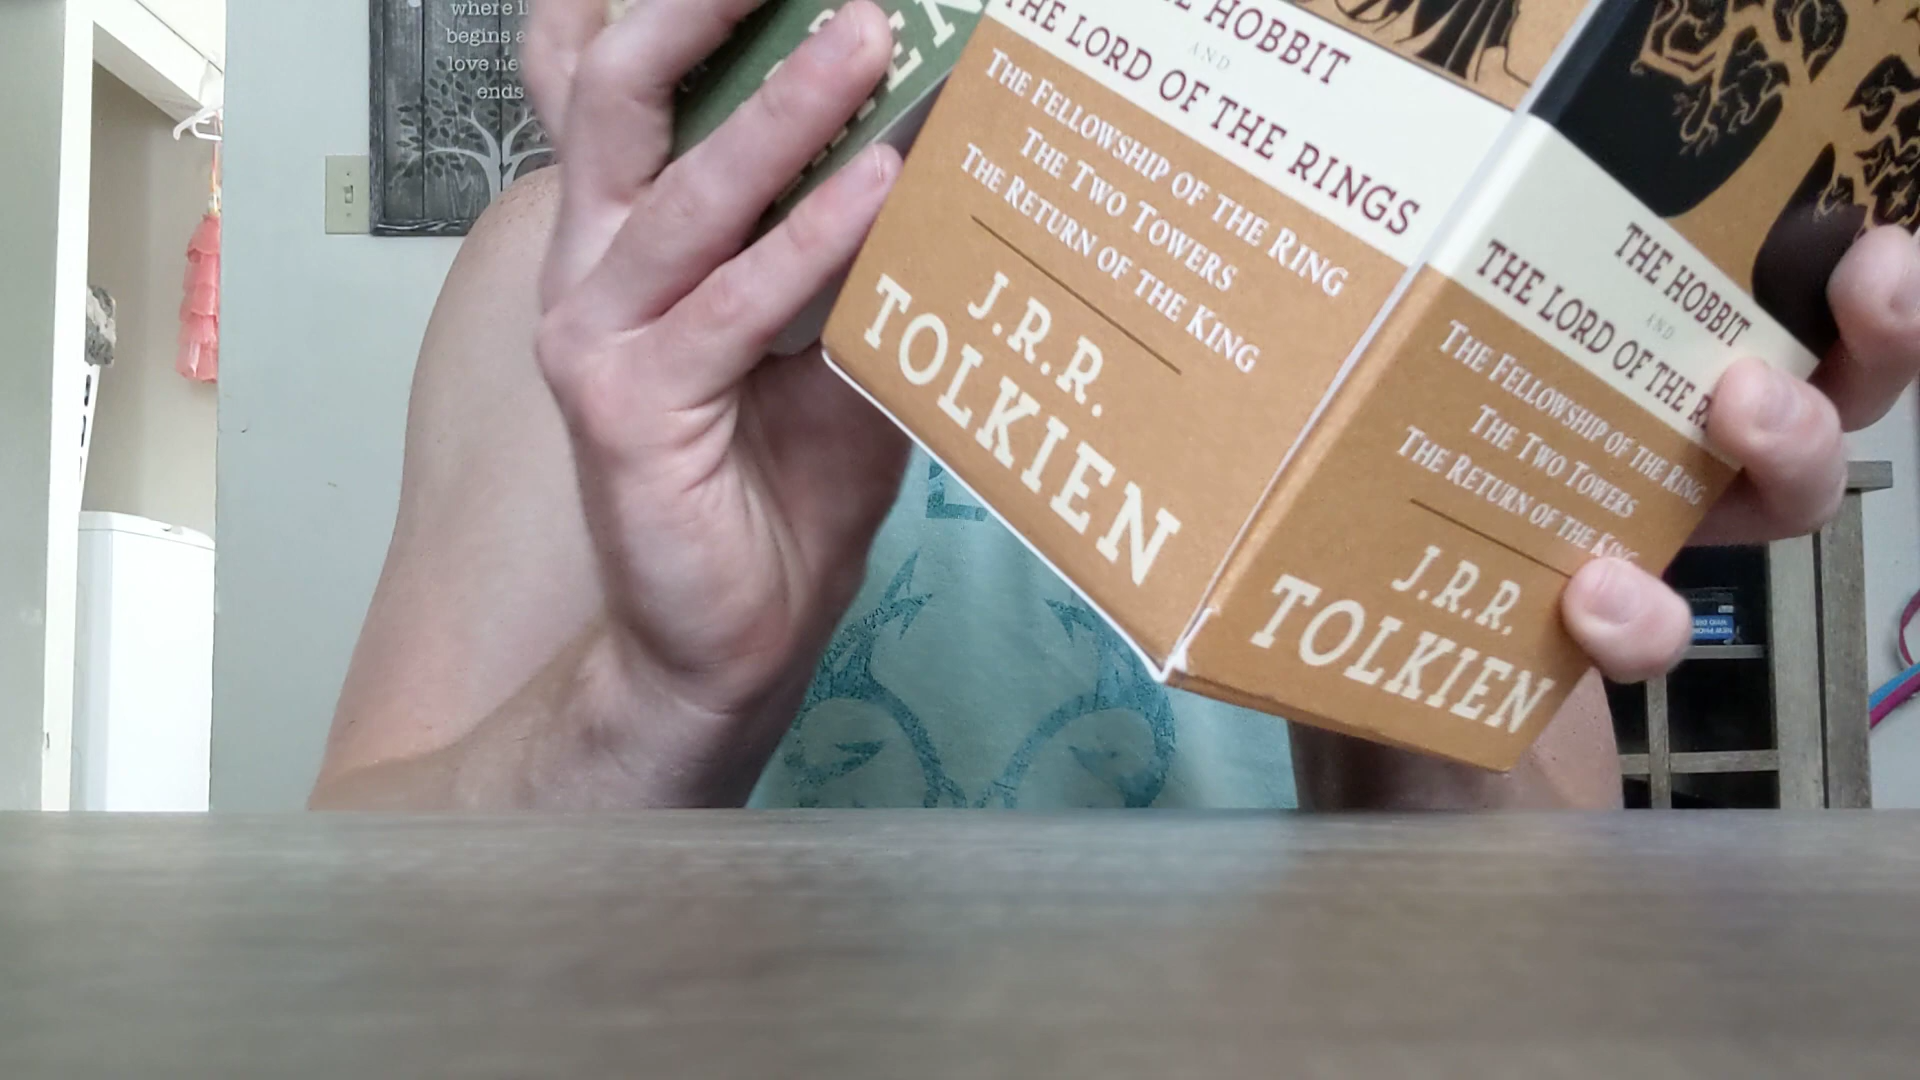 where
begins
love
ends
HOBBIT
AND
THE LORD OF THE RINGS
THE FELLOWSHIP OF THE RING
THE TWO TOWERS
THE RETURN OF THE KING
J.R.R.
TOLKIEN
THE HOBBIT
AND
THE LORD OF THE
THE FELLOWSHIP OF THE RING
THE TWO TOWERS
THE RETURN OF THE KING
J.R.R.
TOLKIEN